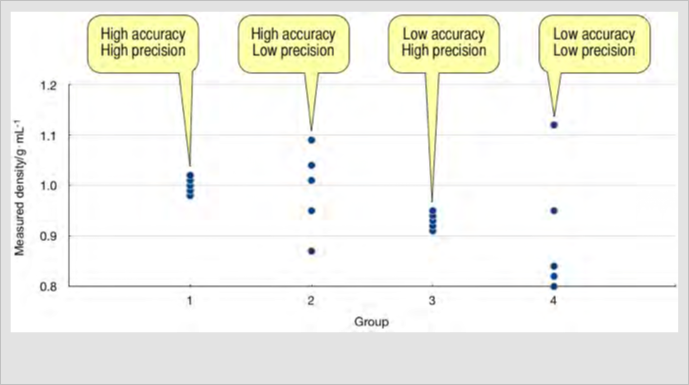 High accuracy
High precision
High accuracy
Low precision
Low accuracy
High precision
Low accuracy
Low precision
1.2
1.1
1.0
0.9
0.8
Measured density/g·mL⁻¹
1
2
3
4
Group